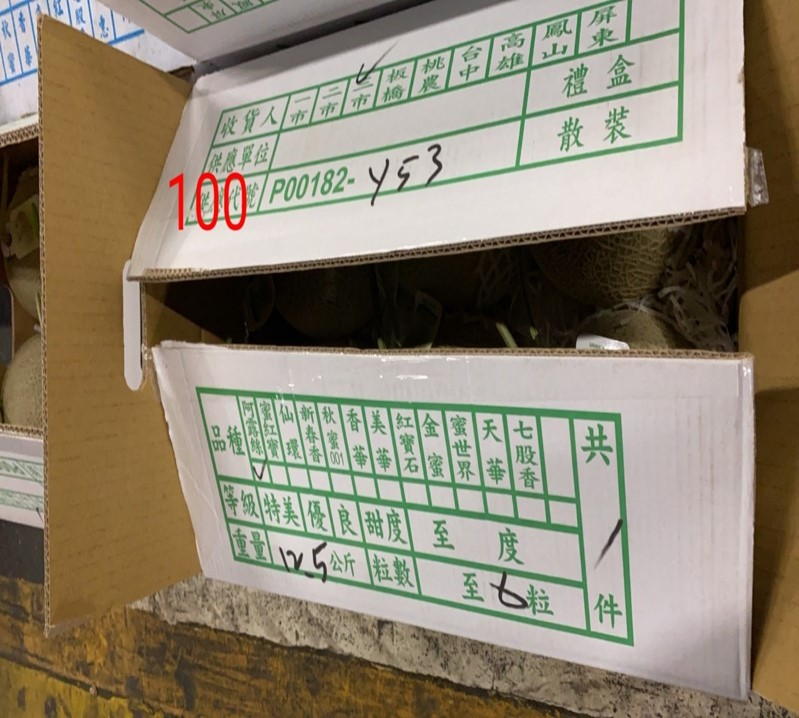 收貨人 一市 二市 三市 板橋 桃農 台中 高雄 鳳山 屏東
供應單位 禮盒
P00182-Y53 散裝
100
品種 阿露絲 蜜紅寶 仙環 新春香 秋蜜001 香華 美華 紅寶石 金蜜 蜜世界 天華 七股香 共1件
等級 特 美 優 良 甜度 至 度
重量 12.5公斤 粒數 至6粒